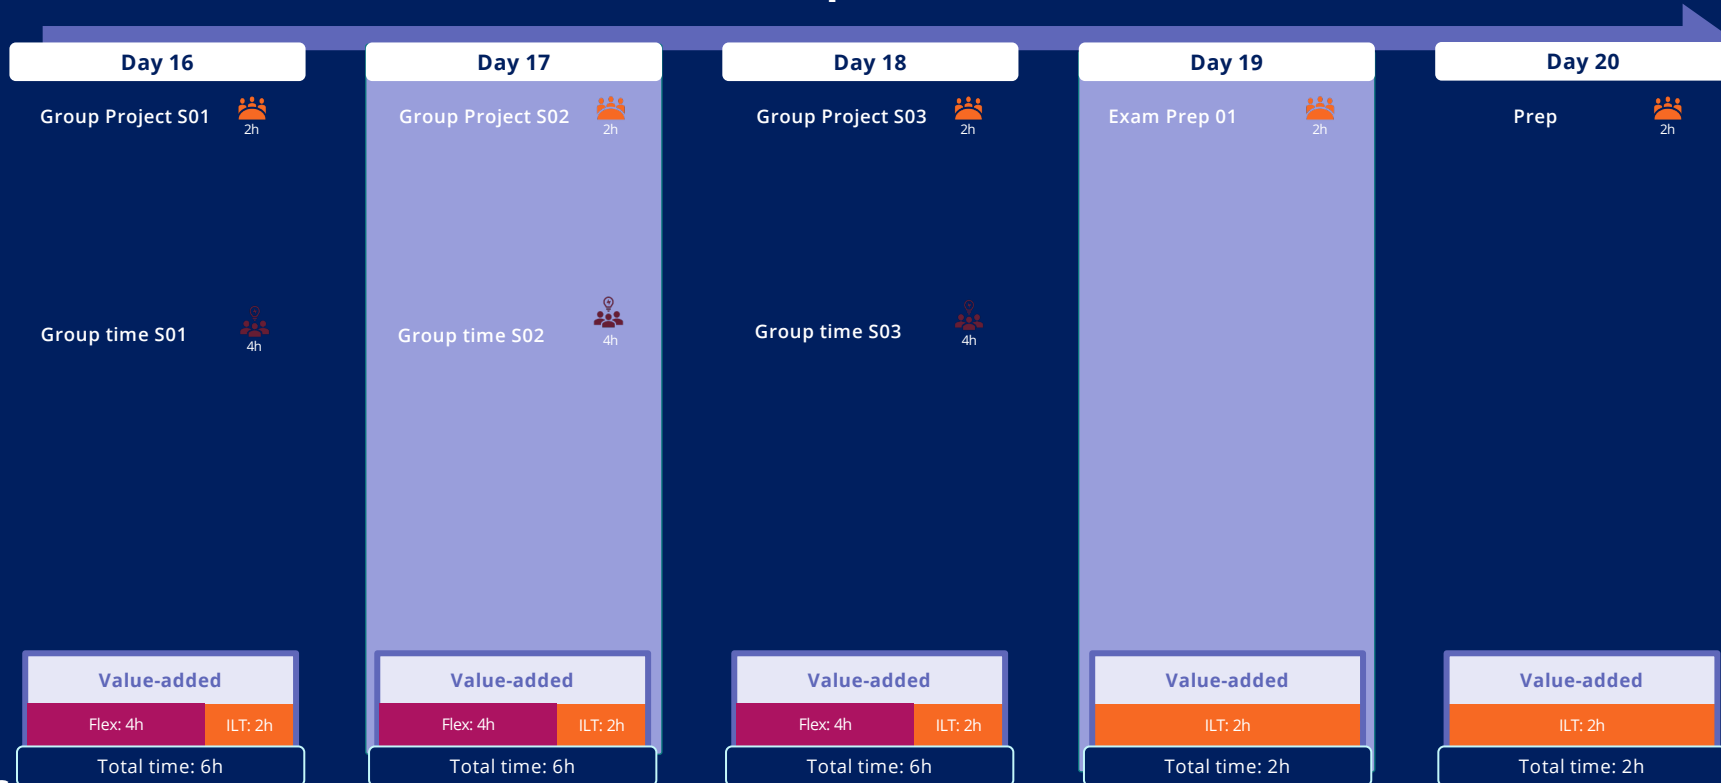 Day 16
Group Project S01
2h
Group time S01
4h
Value-added
Flex: 4h
ILT: 2h
Total time: 6h
Day 17
Group Project S02
2h
Group time S02
4h
Value-added
Flex: 4h
ILT: 2h
Total time: 6h
Day 18
Group Project S03
2h
Group time S03
4h
Value-added
Flex: 4h
ILT: 2h
Total time: 6h
Day 19
Exam Prep 01
2h
Value-added
ILT: 2h
Total time: 2h
Day 20
Prep
2h
Value-added
ILT: 2h
Total time: 2h